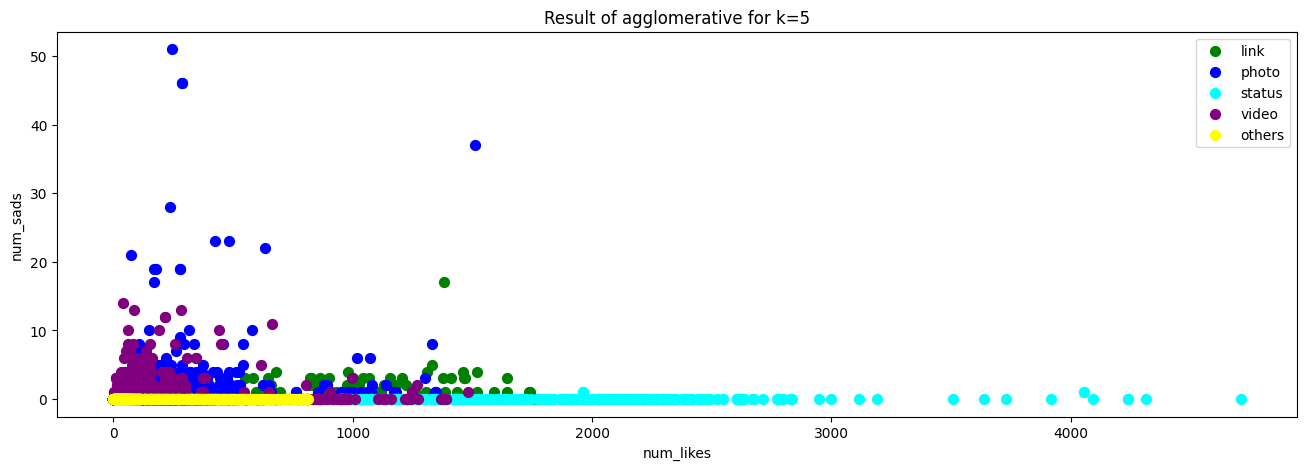 Result of agglomerative for k=5
link
photo
status
video
others
50
40
30
20
10
0
num_sads
0 1000 2000 3000 4000
num_likes